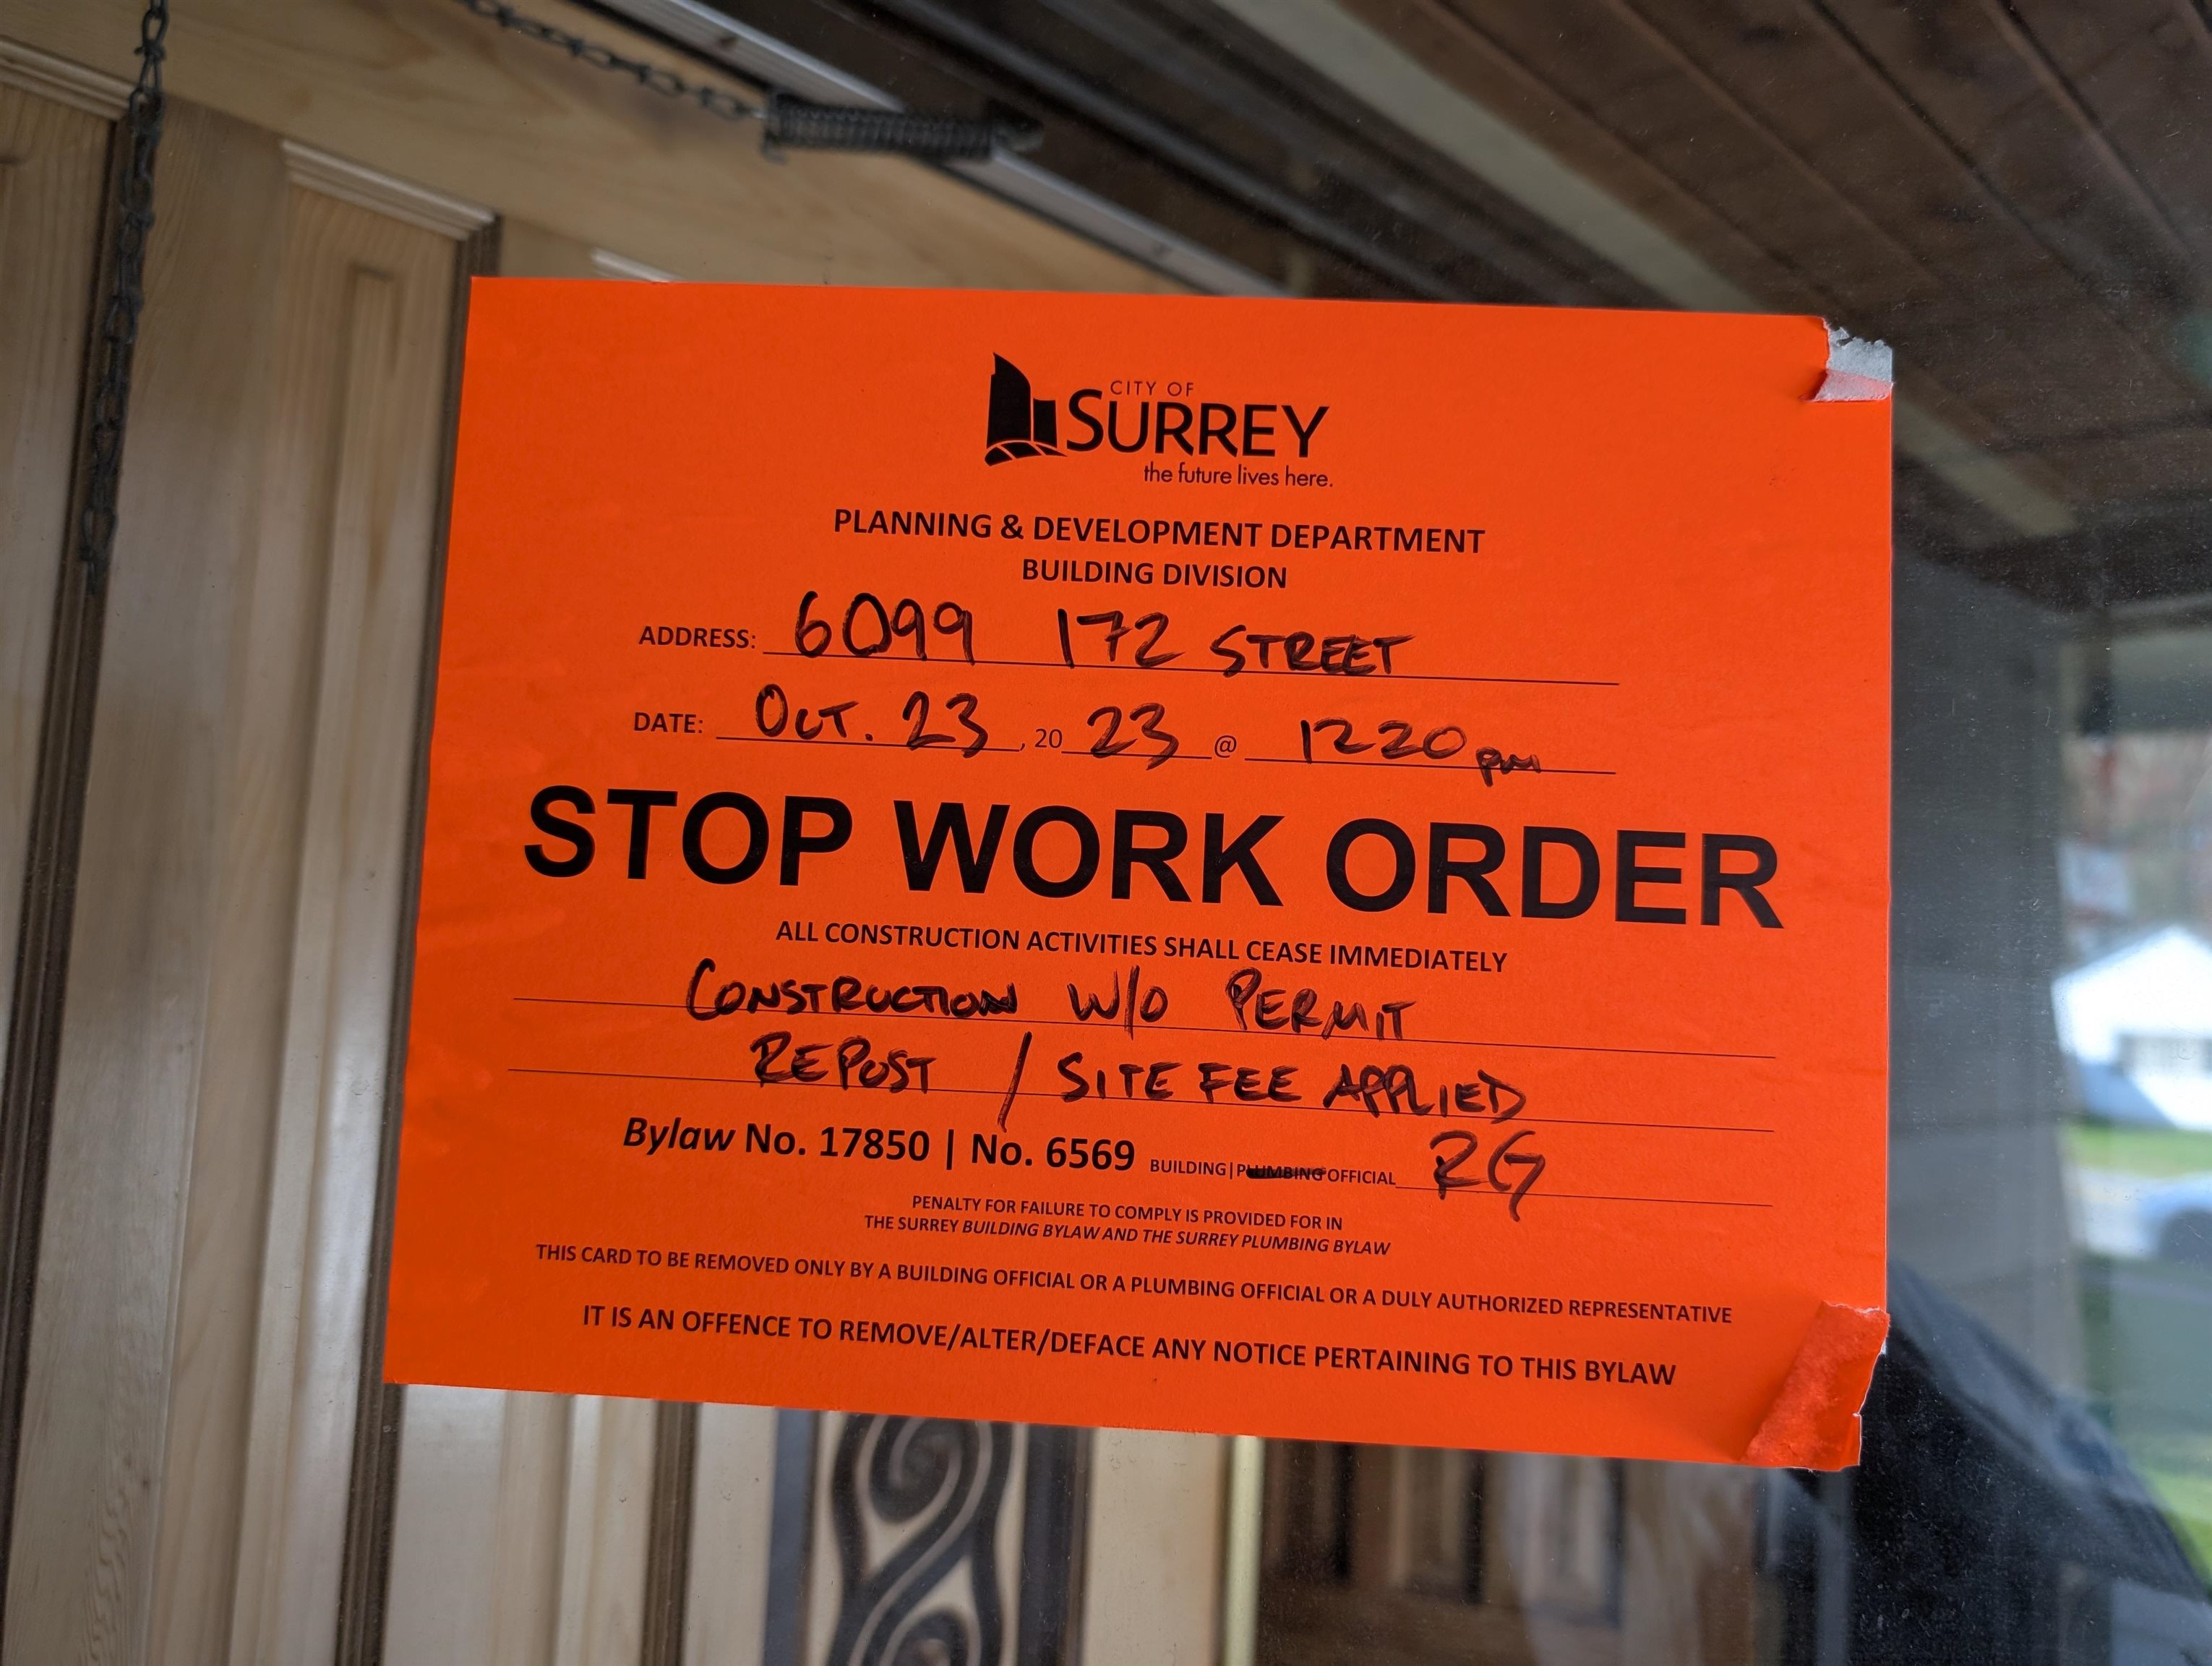 CITY OF
SURREY
the future lives here.
PLANNING & DEVELOPMENT DEPARTMENT
BUILDING DIVISION
ADDRESS: 6099 172 STREET
DATE: OCT. 23, 20 23 @ 1220 pm
STOP WORK ORDER
ALL CONSTRUCTION ACTIVITIES SHALL CEASE IMMEDIATELY
CONSTRUCTION W/O PERMIT
REPOST / SITE FEE APPLIED
Bylaw No. 17850 | No. 6569 BUILDING|PLUMBING OFFICIAL RG
PENALTY FOR FAILURE TO COMPLY IS PROVIDED FOR IN
THE SURREY BUILDING BYLAW AND THE SURREY PLUMBING BYLAW
THIS CARD TO BE REMOVED ONLY BY A BUILDING OFFICIAL OR A PLUMBING OFFICIAL OR A DULY AUTHORIZED REPRESENTATIVE
IT IS AN OFFENCE TO REMOVE/ALTER/DEFACE ANY NOTICE PERTAINING TO THIS BYLAW